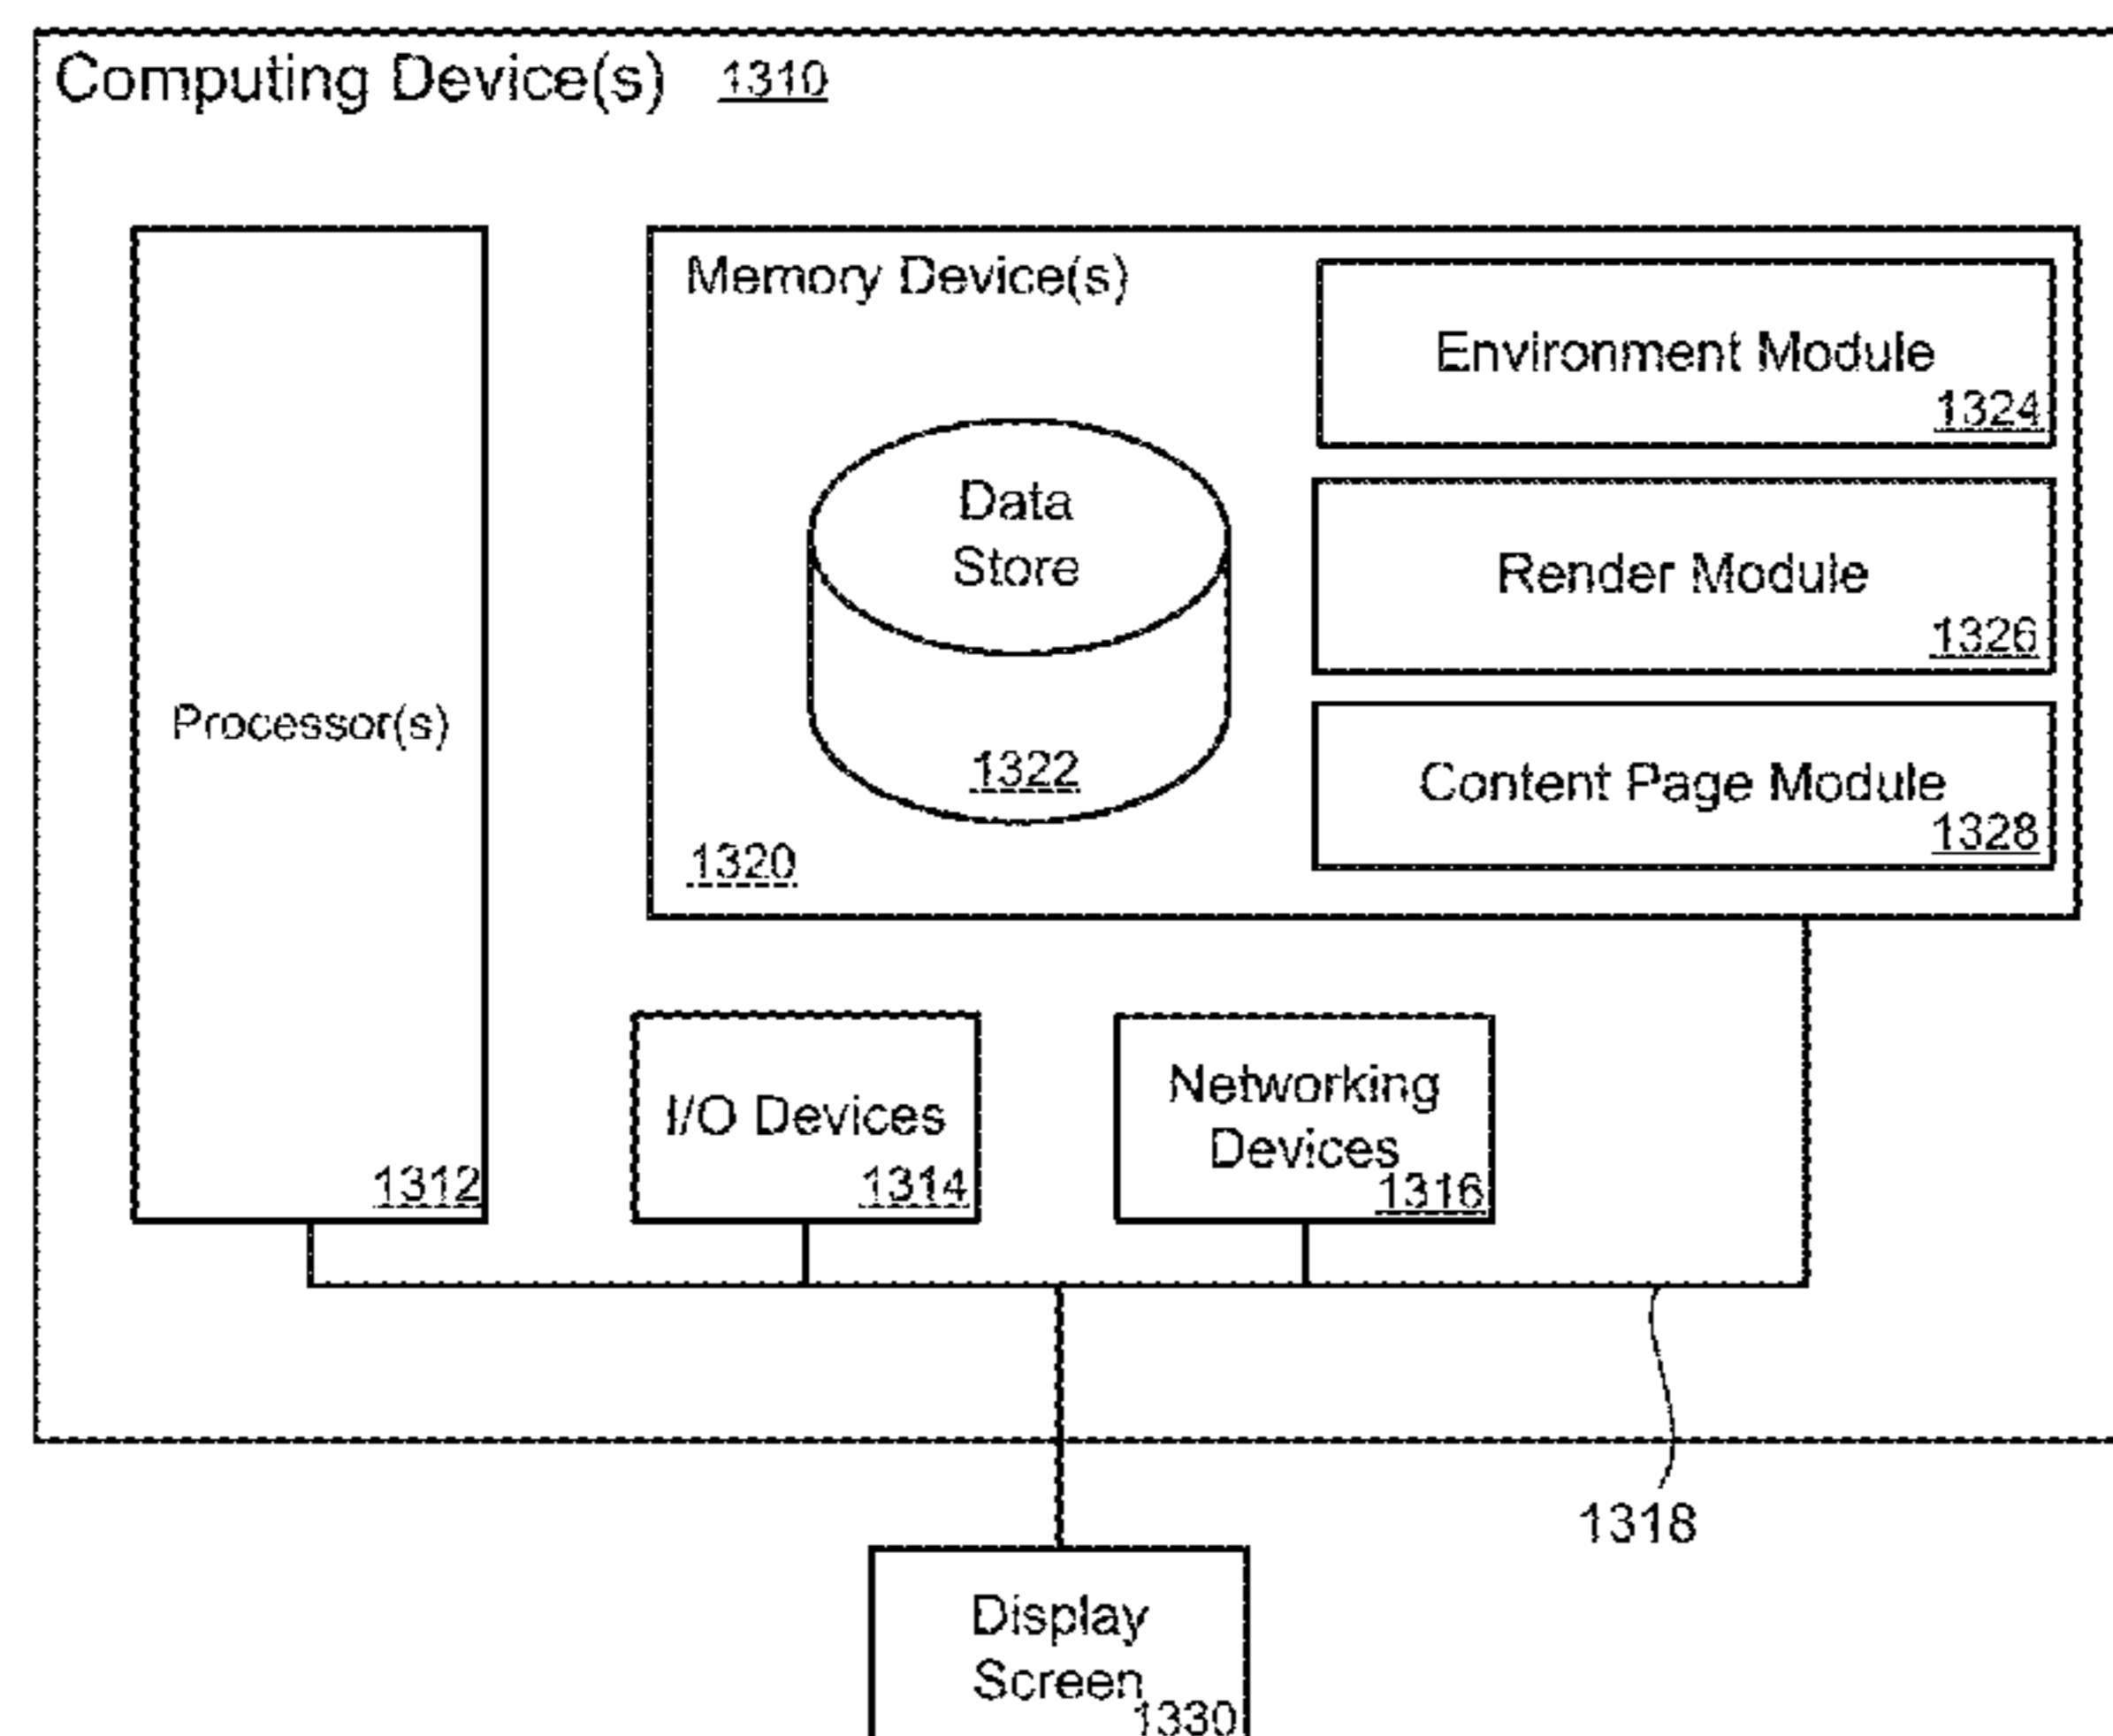 Computing Device(s) 1310
Memory Device(s)
Environment Module
1324
Data
Store
Render Module
1326
Processor(s)
Content Page Module
1322
1328
1320
Networking
I/O Devices
Devices
1312
1314
1316
1318
Display
Screen
1330